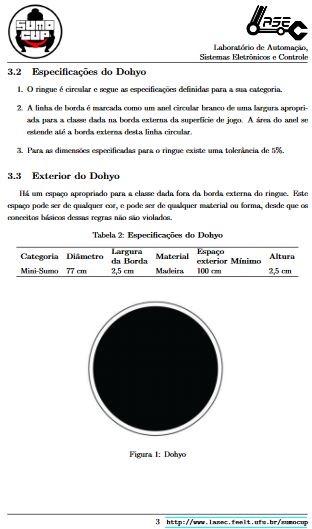 SUMO
CUP
LASEC
Laboratório de Automação,
Sistemas Eletrônicos e Controle
3.2 Especificações do Dohyo
1. O ringue é circular e segue as especificações definidas para a sua categoria.
2. A linha de borda é marcada como um anel circular branco de uma largura apropri-
ada para a classe dada na borda externa da superfície de jogo. A área do anel se
estende até a borda externa desta linha circular.
3. Para as dimensões especificadas para o ringue existe uma tolerância de 5%.
3.3 Exterior do Dohyo
Há um espaço apropriado para a classe dada fora da borda externa do ringue. Este
espaço pode ser de qualquer cor, e pode ser de qualquer material ou forma, desde que os
conceitos básicos dessas regras não são violados.
Tabela 2: Especificações do Dohyo
Categoria Diâmetro Largura da Borda Material Espaço exterior Mínimo Altura
Mini-Sumo 77 cm 2,5 cm Madeira 100 cm 2,5 cm
Figura 1: Dohyo
3 http://www.lasec.feelt.ufu.br/sumocup